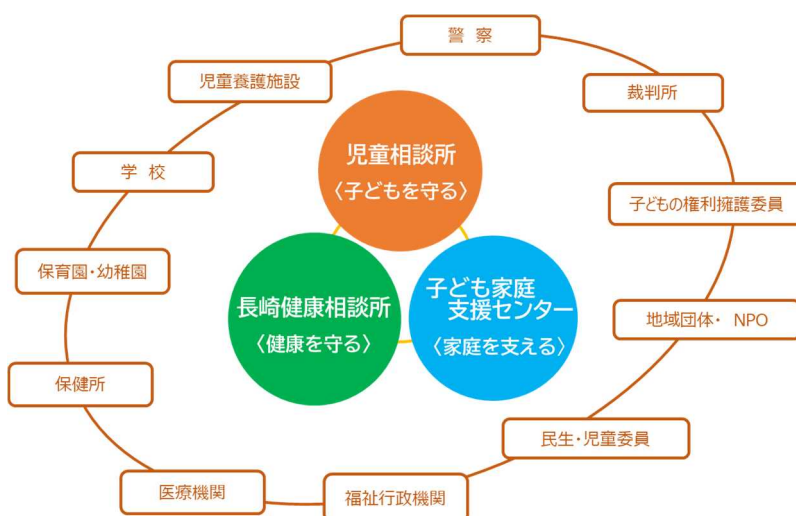 警 察
児童養護施設
裁判所
児童相談所
〈子どもを守る〉
学 校
子どもの権利擁護委員
保育園・幼稚園
長崎健康相談所
〈健康を守る〉
子ども家庭
支援センター
〈家庭を支える〉
地域団体・ NPO
保健所
民生・児童委員
医療機関
福祉行政機関